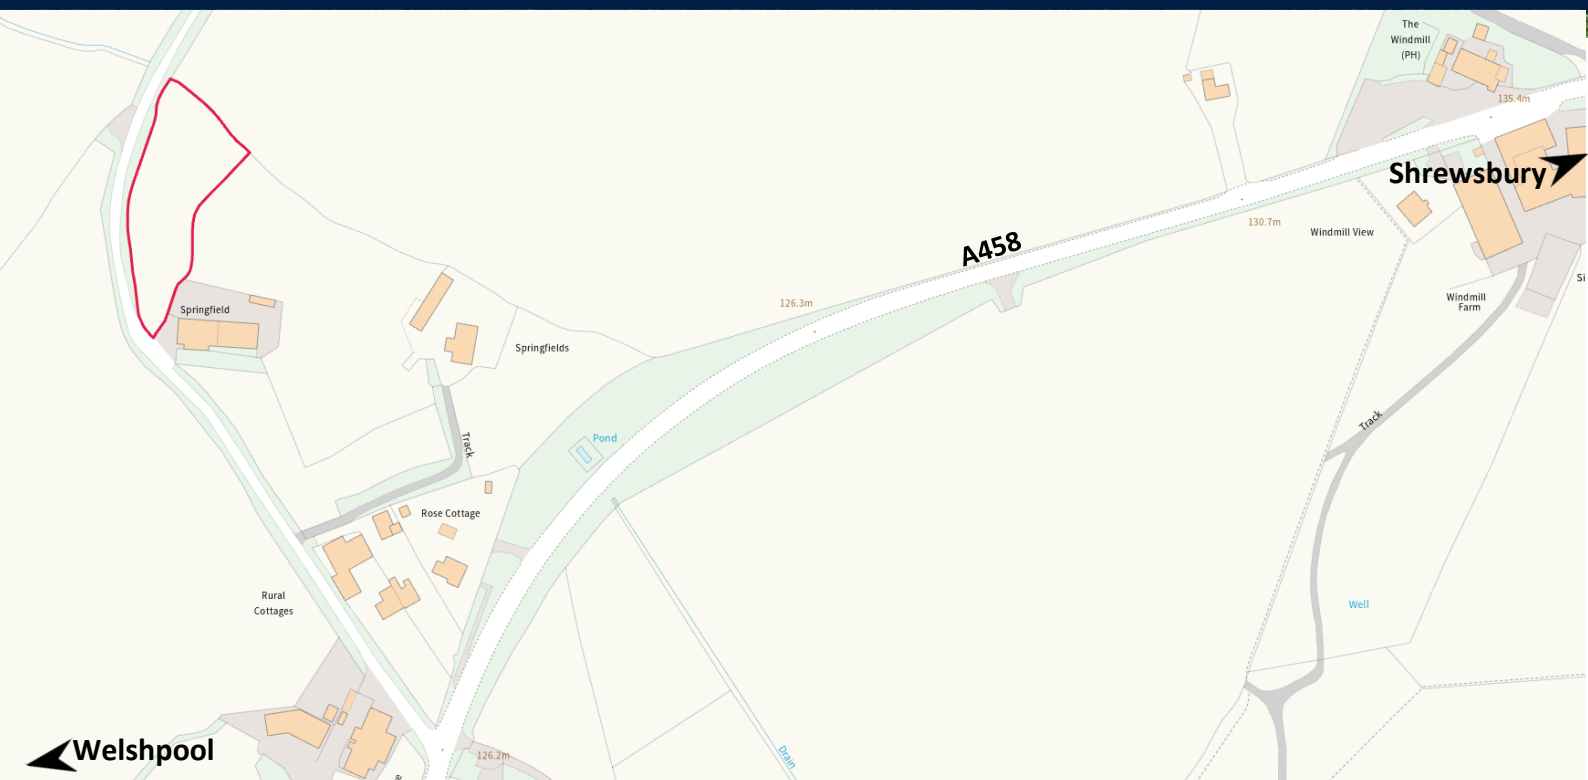 The
Windmill
(PH)
135.4m
Shrewsbury
A458
130.7m
Windmill View
Windmill
Farm
Si
126.3m
Springfield
Springfields
Track
Pond
Track
Rose Cottage
Rural
Cottages
Well
Welshpool
126.2m
Drain
e